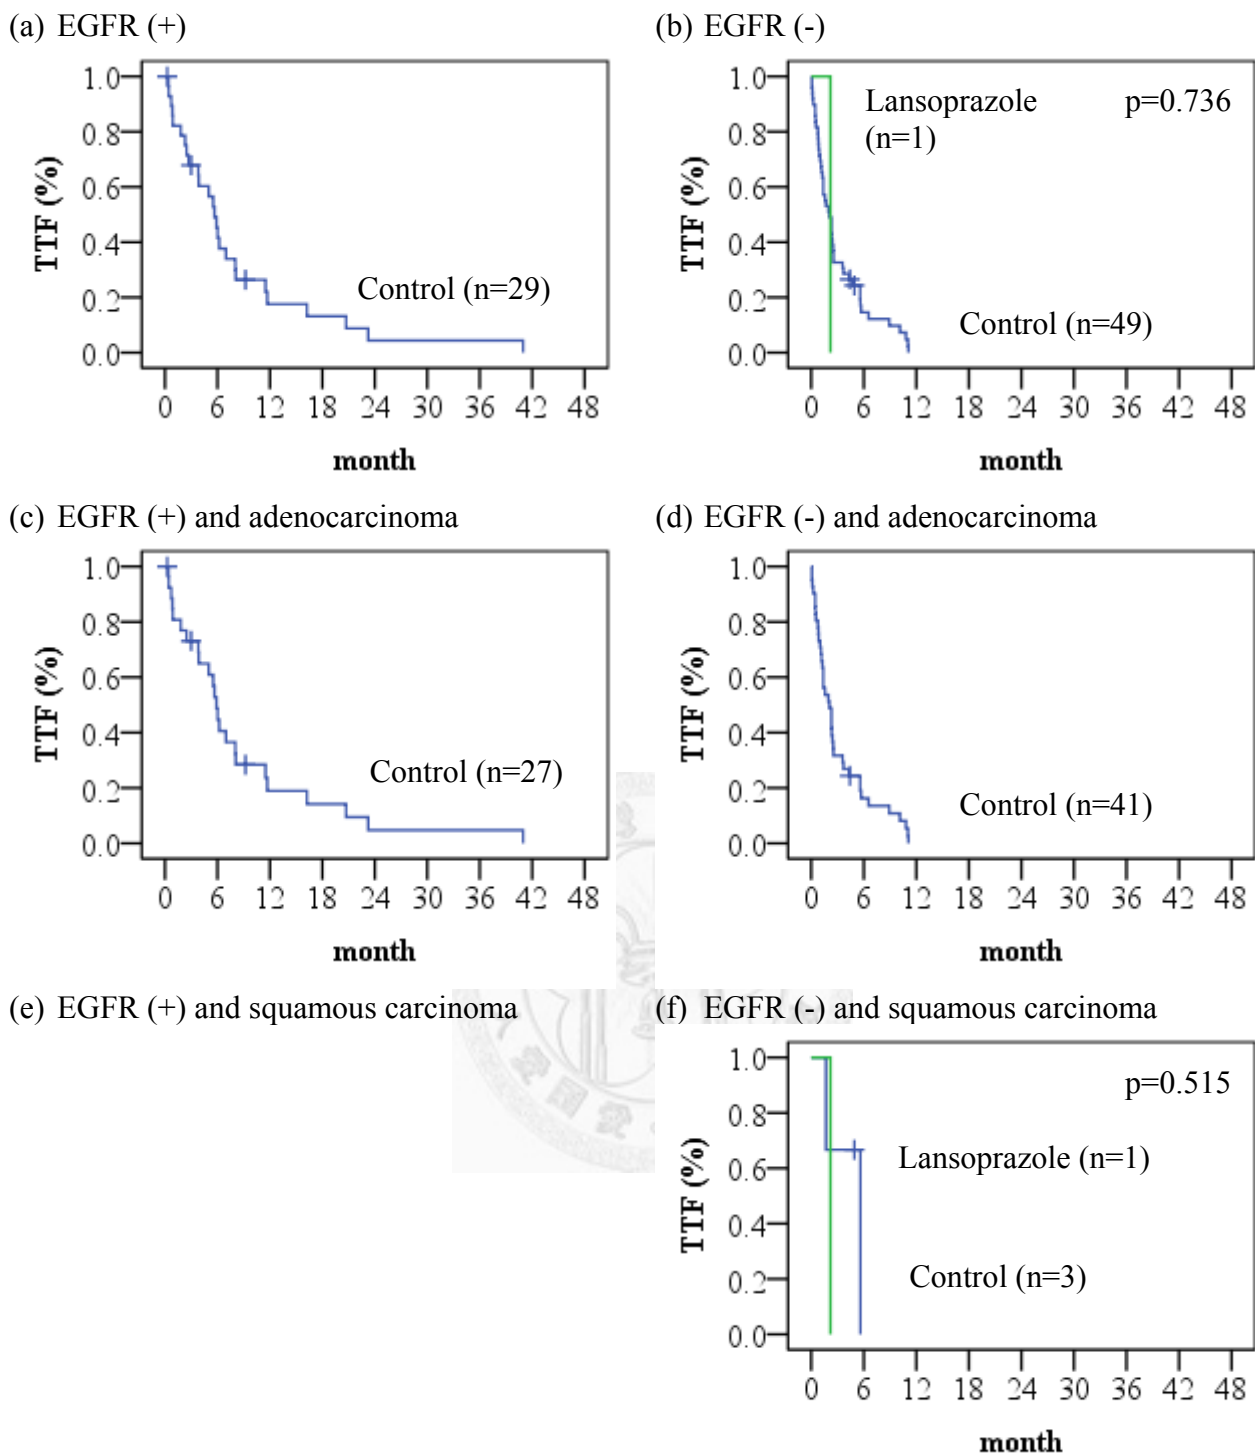 (a) EGFR (+)
1.0
0.8
0.6
0.4
0.2
0.0
TTF (%)
Control (n=29)
0 6 12 18 24 30 36 42 48
month
(b) EGFR (-)
1.0
0.8
0.6
0.4
0.2
0.0
TTF (%)
Lansoprazole
(n=1)
p=0.736
Control (n=49)
0 6 12 18 24 30 36 42 48
month
(c) EGFR (+) and adenocarcinoma
1.0
0.8
0.6
0.4
0.2
0.0
TTF (%)
Control (n=27)
0 6 12 18 24 30 36 42 48
month
(d) EGFR (-) and adenocarcinoma
1.0
0.8
0.6
0.4
0.2
0.0
TTF (%)
Control (n=41)
0 6 12 18 24 30 36 42 48
month
(e) EGFR (+) and squamous carcinoma
(f) EGFR (-) and squamous carcinoma
1.0
0.8
0.6
0.4
0.2
0.0
TTF (%)
p=0.515
Lansoprazole (n=1)
Control (n=3)
0 6 12 18 24 30 36 42 48
month